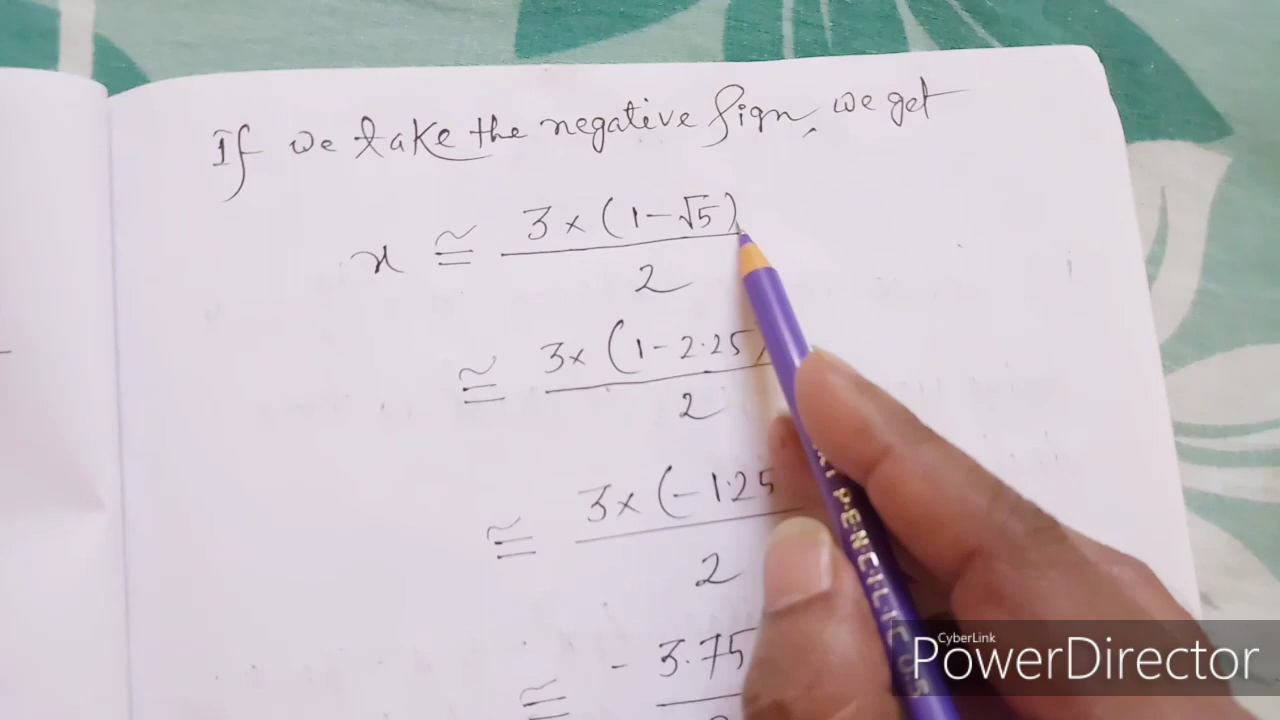 If we take the negative sign, we get
x ≅ 3 × (1 - √5)
2
≅ 3 × (1 - 2.25)
2
≅ 3 × (-1.25
2
≅ - 3.75
PENCIL
CyberLink
PowerDirector